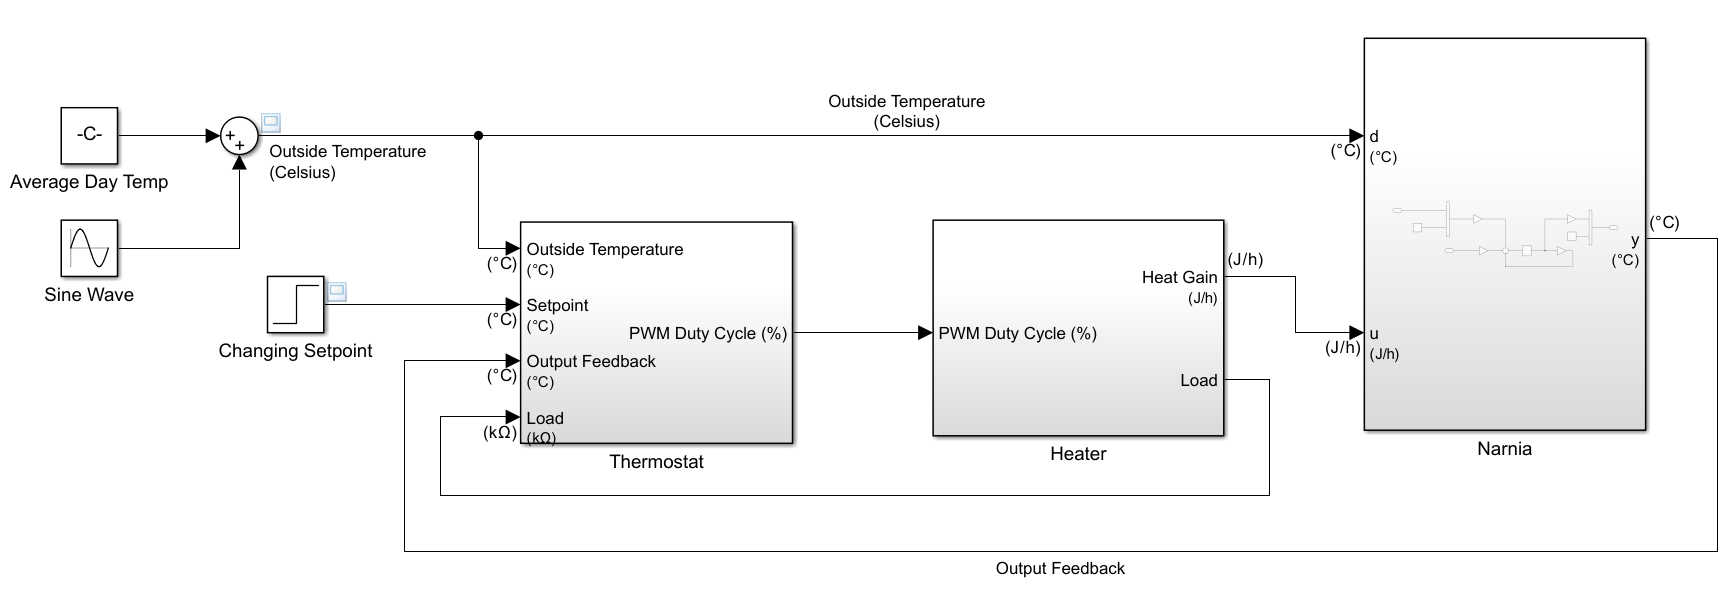 -C-
Average Day Temp
Sine Wave
+
+
Outside Temperature
(Celsius)
Outside Temperature
(Celsius)
Changing Setpoint
(°C)
Outside Temperature
(°C)
(°C)
Setpoint
(°C)
(°C)
Output Feedback
(°C)
(kΩ)
Load
(kΩ)
PWM Duty Cycle (%)
Thermostat
PWM Duty Cycle (%)
Heat Gain
(J/h)
(J/h)
Load
Heater
(°C)
d
(°C)
(J/h)
u
(J/h)
y
(°C)
(°C)
Narnia
Output Feedback